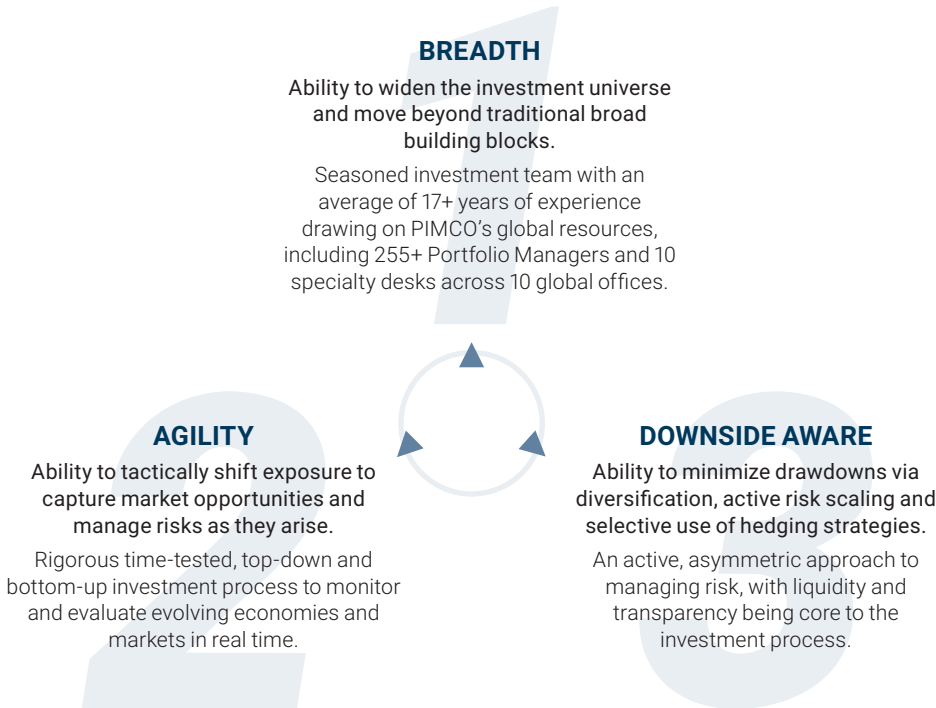 1
BREADTH
Ability to widen the investment universe
and move beyond traditional broad
building blocks.
Seasoned investment team with an
average of 17+ years of experience
drawing on PIMCO’s global resources,
including 255+ Portfolio Managers and 10
specialty desks across 10 global offices.
2
AGILITY
Ability to tactically shift exposure to
capture market opportunities and
manage risks as they arise.
Rigorous time-tested, top-down and
bottom-up investment process to monitor
and evaluate evolving economies and
markets in real time.
3
DOWNSIDE AWARE
Ability to minimize drawdowns via
diversification, active risk scaling and
selective use of hedging strategies.
An active, asymmetric approach to
managing risk, with liquidity and
transparency being core to the
investment process.